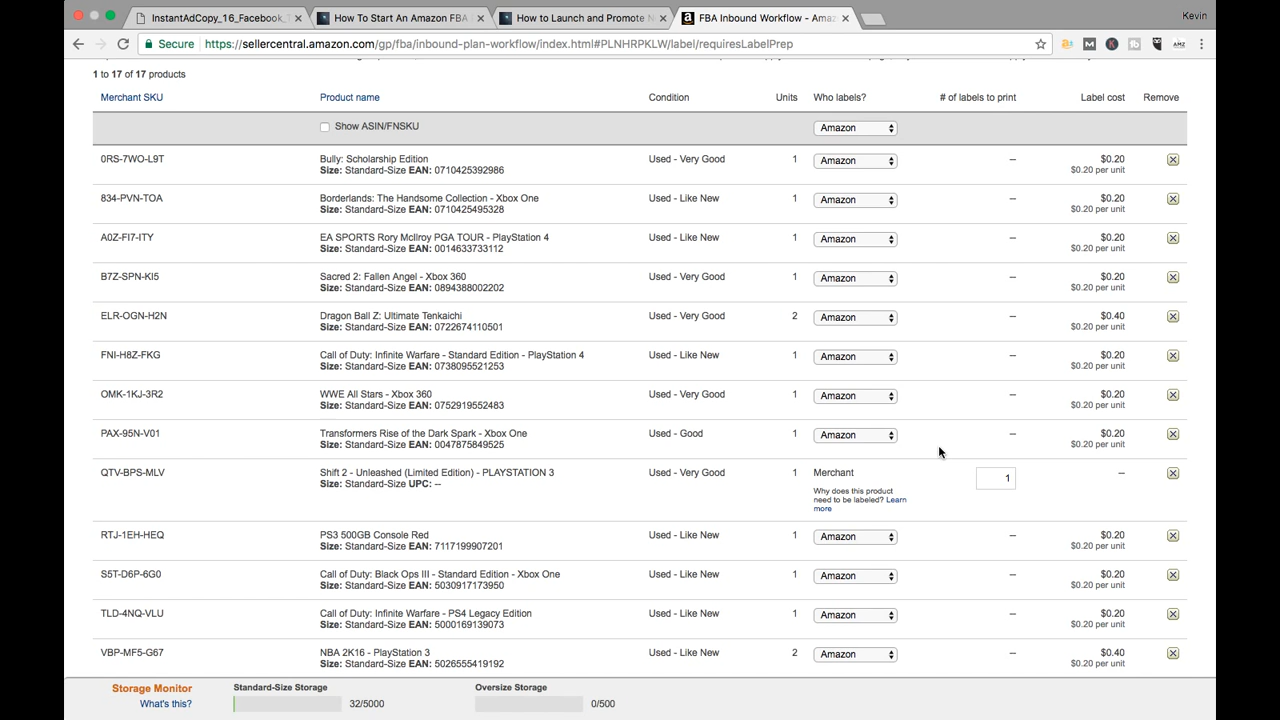 InstantAdCopy_16_Facebook_
How To Start An Amazon FBA
How to Launch and Promote
FBA Inbound Workflow - Amaz
Kevin
Secure
https://sellercentral.amazon.com/gp/fba/inbound-plan-workflow/index.html#PLNHRPKLW/label/requiresLabelPrep
1 to 17 of 17 products
Merchant SKU Product name Condition Units Who labels? # of labels to print Label cost Remove
Show ASIN/FNSKU Amazon
0RS-7WO-L9T Bully: Scholarship Edition Used - Very Good 1 Amazon -- $0.20
Size: Standard-Size EAN: 0710425392986 $0.20 per unit
834-PVN-TOA Borderlands: The Handsome Collection - Xbox One Used - Like New 1 Amazon -- $0.20
Size: Standard-Size EAN: 0710425495328 $0.20 per unit
A0Z-FI7-ITY EA SPORTS Rory McIlroy PGA TOUR - PlayStation 4 Used - Like New 1 Amazon -- $0.20
Size: Standard-Size EAN: 0014633733112 $0.20 per unit
B7Z-SPN-KI5 Sacred 2: Fallen Angel - Xbox 360 Used - Very Good 1 Amazon -- $0.20
Size: Standard-Size EAN: 0894388002202 $0.20 per unit
ELR-OGN-H2N Dragon Ball Z: Ultimate Tenkaichi Used - Very Good 2 Amazon -- $0.40
Size: Standard-Size EAN: 0722674110501 $0.20 per unit
FNI-H8Z-FKG Call of Duty: Infinite Warfare - Standard Edition - PlayStation 4 Used - Like New 1 Amazon -- $0.20
Size: Standard-Size EAN: 0738095521253 $0.20 per unit
OMK-1KJ-3R2 WWE All Stars - Xbox 360 Used - Very Good 1 Amazon -- $0.20
Size: Standard-Size EAN: 0752919552483 $0.20 per unit
PAX-95N-V01 Transformers Rise of the Dark Spark - Xbox One Used - Good 1 Amazon -- $0.20
Size: Standard-Size EAN: 0047875849525 $0.20 per unit
QTV-BPS-MLV Shift 2 - Unleashed (Limited Edition) - PLAYSTATION 3 Used - Very Good 1 Merchant 1 --
Size: Standard-Size UPC: --
Why does this product
need to be labeled? Learn
more
RTJ-1EH-HEQ PS3 500GB Console Red Used - Like New 1 Amazon -- $0.20
Size: Standard-Size EAN: 7117199907201 $0.20 per unit
S5T-D6P-6G0 Call of Duty: Black Ops III - Standard Edition - Xbox One Used - Like New 1 Amazon -- $0.20
Size: Standard-Size EAN: 5030917173950 $0.20 per unit
TLD-4NQ-VLU Call of Duty: Infinite Warfare - PS4 Legacy Edition Used - Like New 1 Amazon -- $0.20
Size: Standard-Size EAN: 5000169139073 $0.20 per unit
VBP-MF5-G67 NBA 2K16 - PlayStation 3 Used - Like New 2 Amazon -- $0.40
Size: Standard-Size EAN: 5026555419192 $0.20 per unit
Storage Monitor Standard-Size Storage Oversize Storage
What's this? 32/5000 0/500